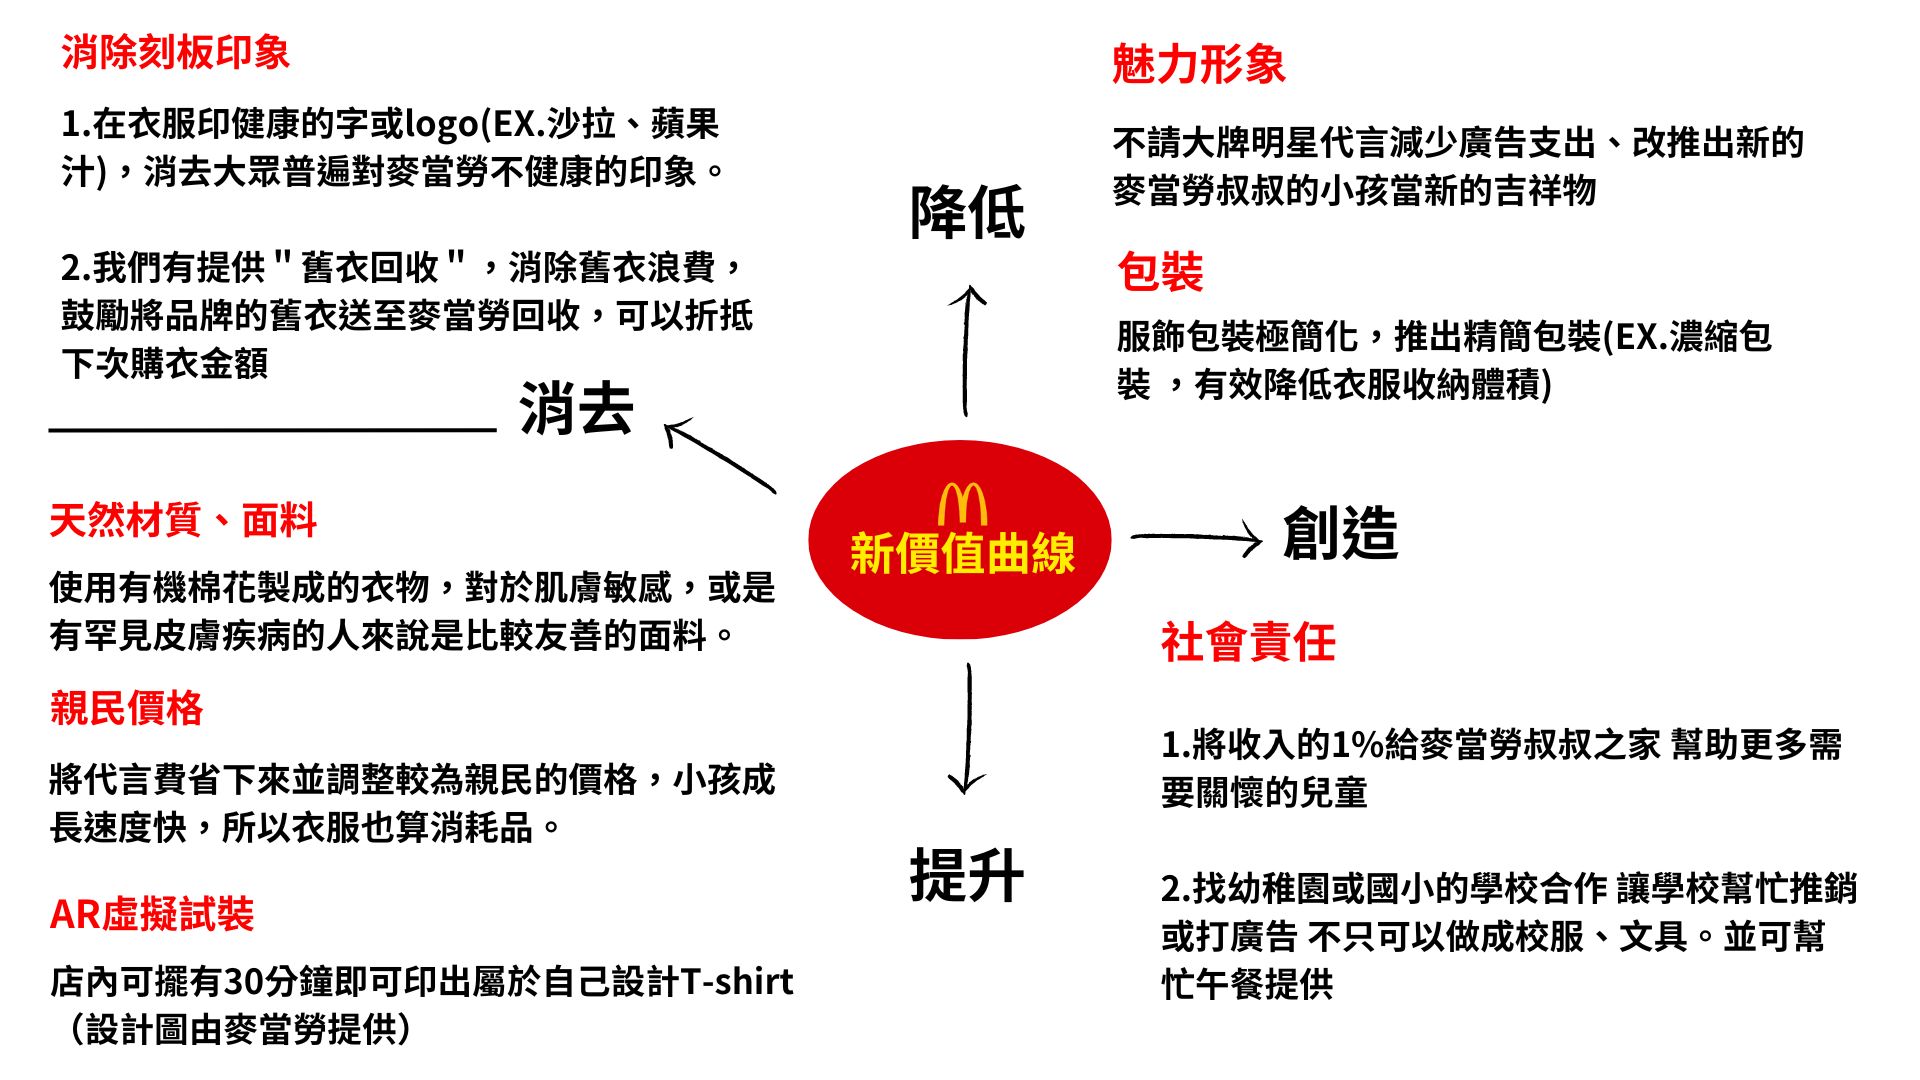 消除刻板印象
1.在衣服印健康的字或logo(EX.沙拉、蘋果
汁)，消去大眾普遍對麥當勞不健康的印象。
2.我們有提供＂舊衣回收＂，消除舊衣浪費，
鼓勵將品牌的舊衣送至麥當勞回收，可以折抵
下次購衣金額
消去
降低
魅力形象
不請大牌明星代言減少廣告支出、改推出新的
麥當勞叔叔的小孩當新的吉祥物
包裝
服飾包裝極簡化，推出精簡包裝(EX.濃縮包
裝 ，有效降低衣服收納體積)
新價值曲線
創造
天然材質、面料
使用有機棉花製成的衣物，對於肌膚敏感，或是
有罕見皮膚疾病的人來說是比較友善的面料。
親民價格
將代言費省下來並調整較為親民的價格，小孩成
長速度快，所以衣服也算消耗品。
AR虛擬試裝
店內可擺有30分鐘即可印出屬於自己設計T-shirt
（設計圖由麥當勞提供）
提升
社會責任
1.將收入的1%給麥當勞叔叔之家 幫助更多需
要關懷的兒童
2.找幼稚園或國小的學校合作 讓學校幫忙推銷
或打廣告 不只可以做成校服、文具。並可幫
忙午餐提供